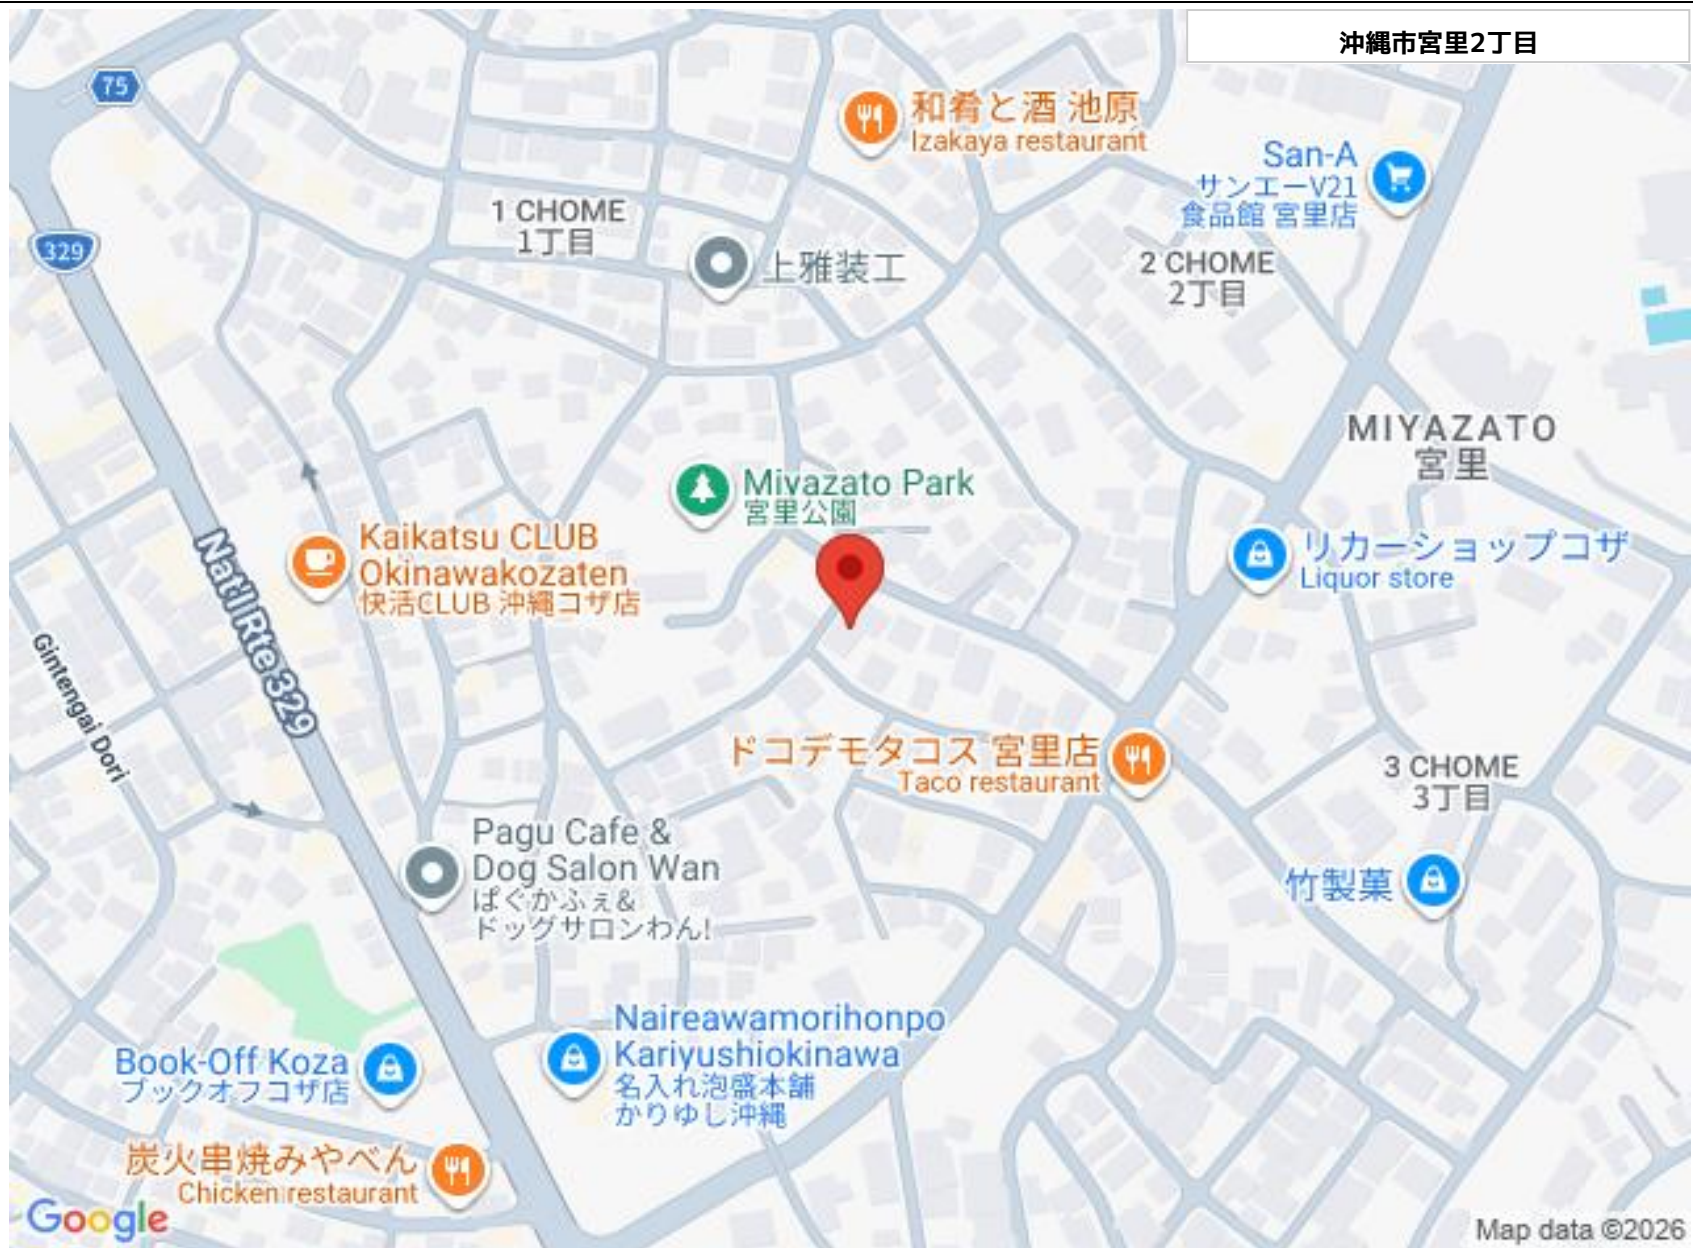 沖縄市宮里2丁目
75
和肴と酒 池原
Izakaya restaurant
San-A
サンエーV21
食品館 宮里店
1 CHOME
1丁目
329
上雅装工
2 CHOME
2丁目
MIYAZATO
宮里
Miyazato Park
宮里公園
Kaikatsu CLUB
Okinawakozaten
快活CLUB 沖縄コザ店
リカーショップコザ
Liquor store
Nat'l Rte 329
Gintengai Dori
ドコデモタコス 宮里店
Taco restaurant
3 CHOME
3丁目
Pagu Cafe &
Dog Salon Wan
ぱぐかふぇ&
ドッグサロンわん!
竹製菓
Naireawamorihonpo
Kariyushiokinawa
名入れ泡盛本舗
かりゆし沖縄
Book-Off Koza
ブックオフコザ店
炭火串焼みやべん
Chicken restaurant
Google
Map data ©2026